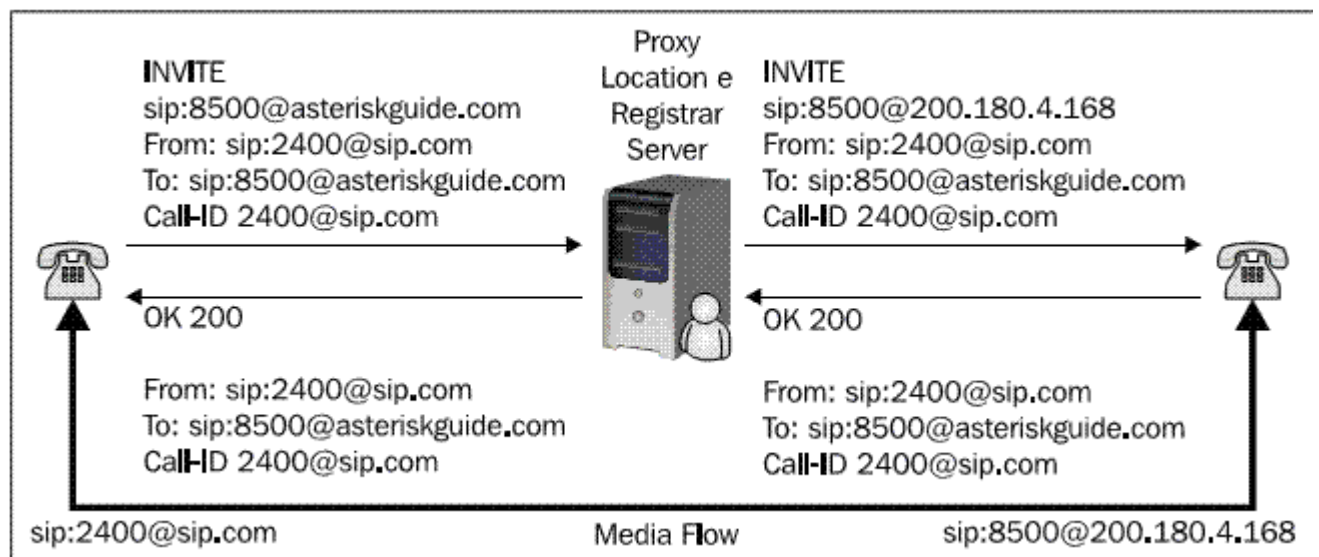 INVITE
sip:8500@asteriskguide.com
From: sip:2400@sip.com
To: sip:8500@asteriskguide.com
Call-ID 2400@sip.com
Proxy
Location e
Registrar
Server
INVITE
sip:8500@200.180.4.168
From: sip:2400@sip.com
To: sip:8500@asteriskguide.com
Call-ID 2400@sip.com
OK 200
From: sip:2400@sip.com
To: sip:8500@asteriskguide.com
Call-ID 2400@sip.com
OK 200
From: sip:2400@sip.com
To: sip:8500@asteriskguide.com
Call-ID 2400@sip.com
sip:2400@sip.com
Media Flow
sip:8500@200.180.4.168